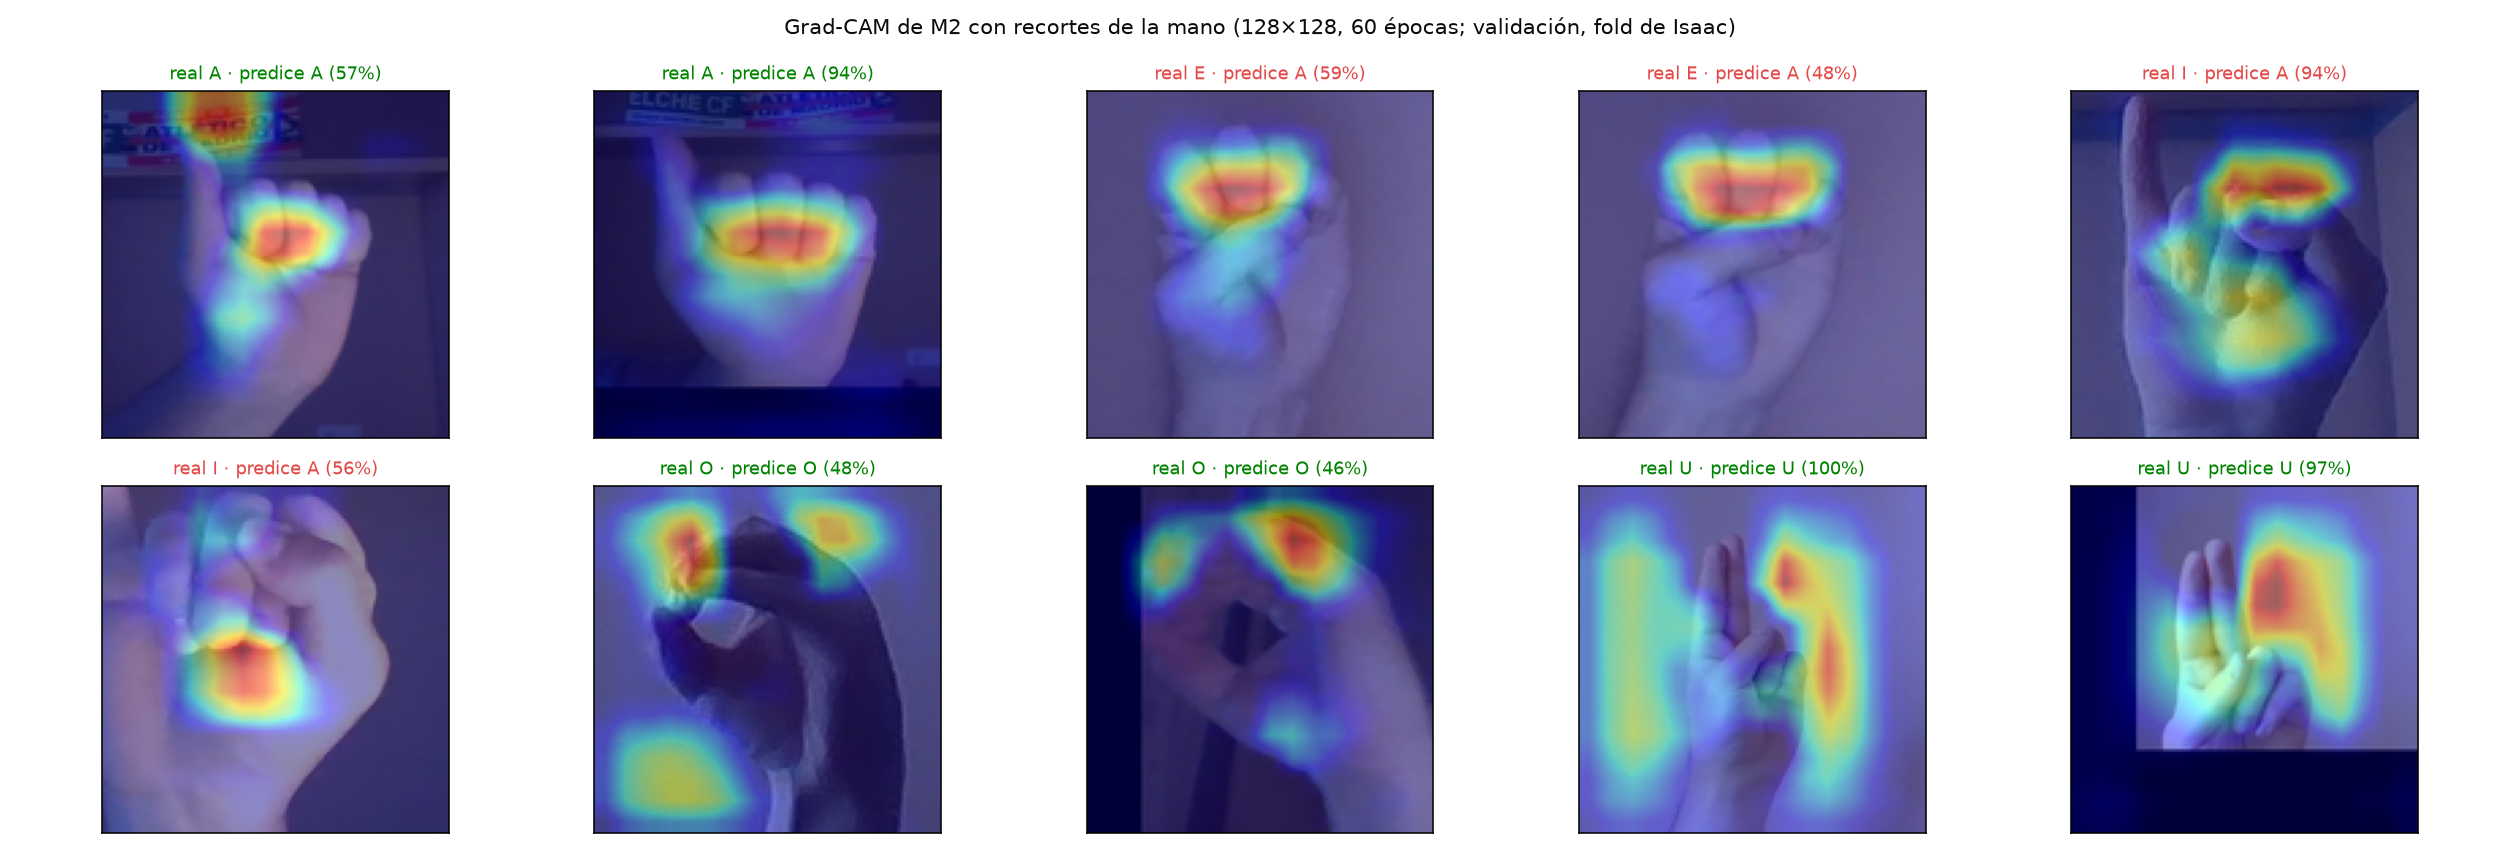 Grad-CAM de M2 con recortes de la mano (128×128, 60 épocas; validación, fold de Isaac)
real A · predice A (57%)
real A · predice A (94%)
real E · predice A (59%)
real E · predice A (48%)
real I · predice A (94%)
ELCHE CF
ATLETICO
real I · predice A (56%)
real O · predice O (48%)
real O · predice O (46%)
real U · predice U (100%)
real U · predice U (97%)